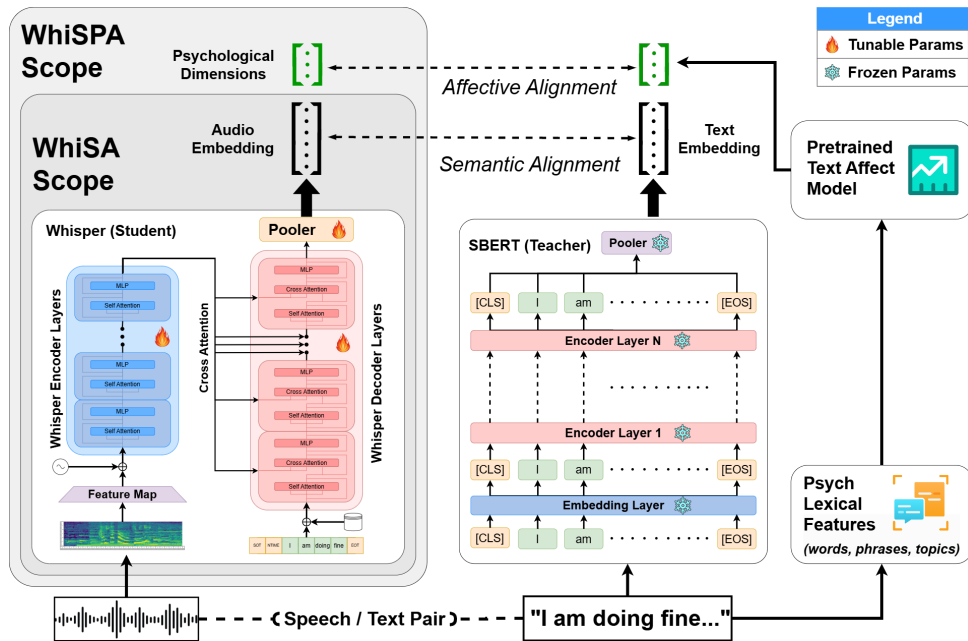 WhiSPA
Scope
Psychological
Dimensions
Affective Alignment
Legend
Tunable Params
Frozen Params
WhiSA
Scope
Audio
Embedding
Semantic Alignment
Text
Embedding
Pretrained
Text Affect
Model
Whisper (Student)
Pooler
Whisper Encoder Layers
MLP
Self Attention
MLP
Self Attention
MLP
Self Attention
Feature Map
Cross Attention
MLP
Cross Attention
Self Attention
MLP
Cross Attention
Self Attention
MLP
Cross Attention
Self Attention
Whisper Decoder Layers
SOT NTIME I am doing fine EOT
SBERT (Teacher)
Pooler
[CLS] I am [EOS]
Encoder Layer N
Encoder Layer 1
[CLS] I am [EOS]
Embedding Layer
[CLS] I am [EOS]
Psych
Lexical
Features
(words, phrases, topics)
Speech / Text Pair
"I am doing fine..."